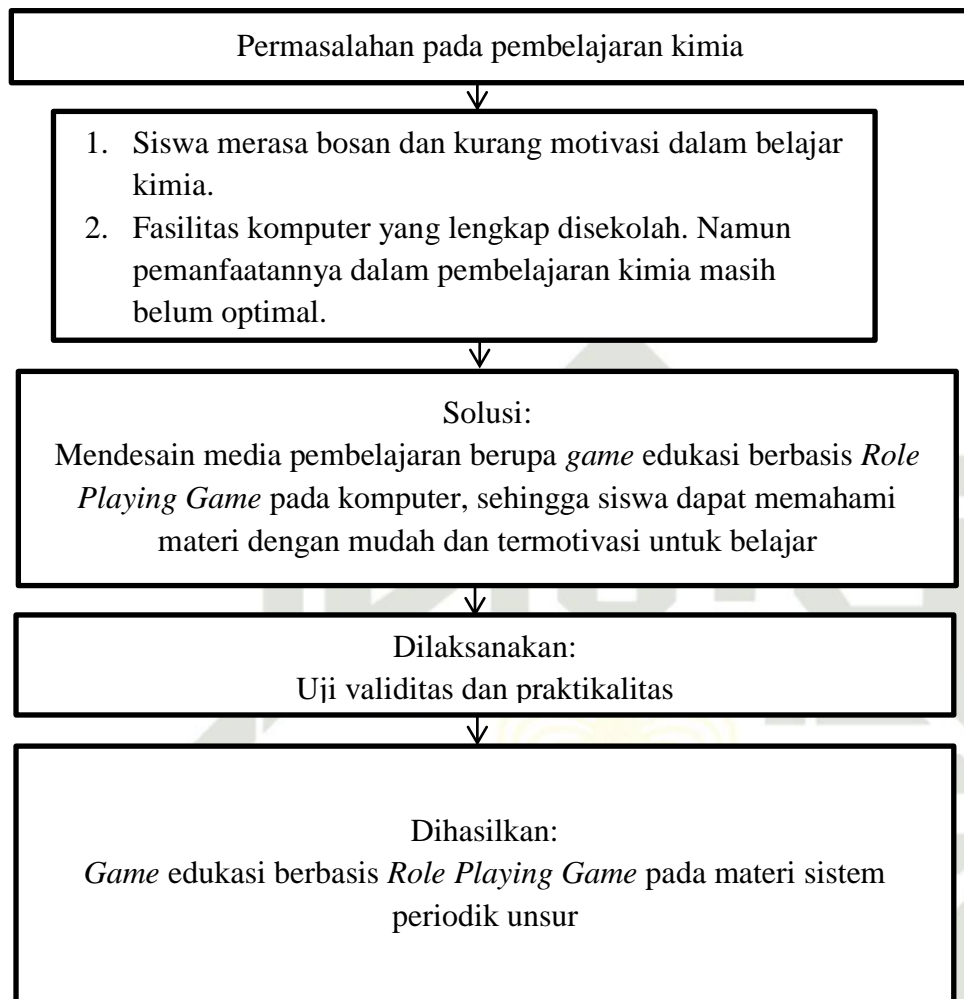 Permasalahan pada pembelajaran kimia
1. Siswa merasa bosan dan kurang motivasi dalam belajar
kimia.
2. Fasilitas komputer yang lengkap disekolah. Namun
pemanfaatannya dalam pembelajaran kimia masih
belum optimal.
Solusi:
Mendesain media pembelajaran berupa game edukasi berbasis Role
Playing Game pada komputer, sehingga siswa dapat memahami
materi dengan mudah dan termotivasi untuk belajar
Dilaksanakan:
Uji validitas dan praktikalitas
Dihasilkan:
Game edukasi berbasis Role Playing Game pada materi sistem
periodik unsur